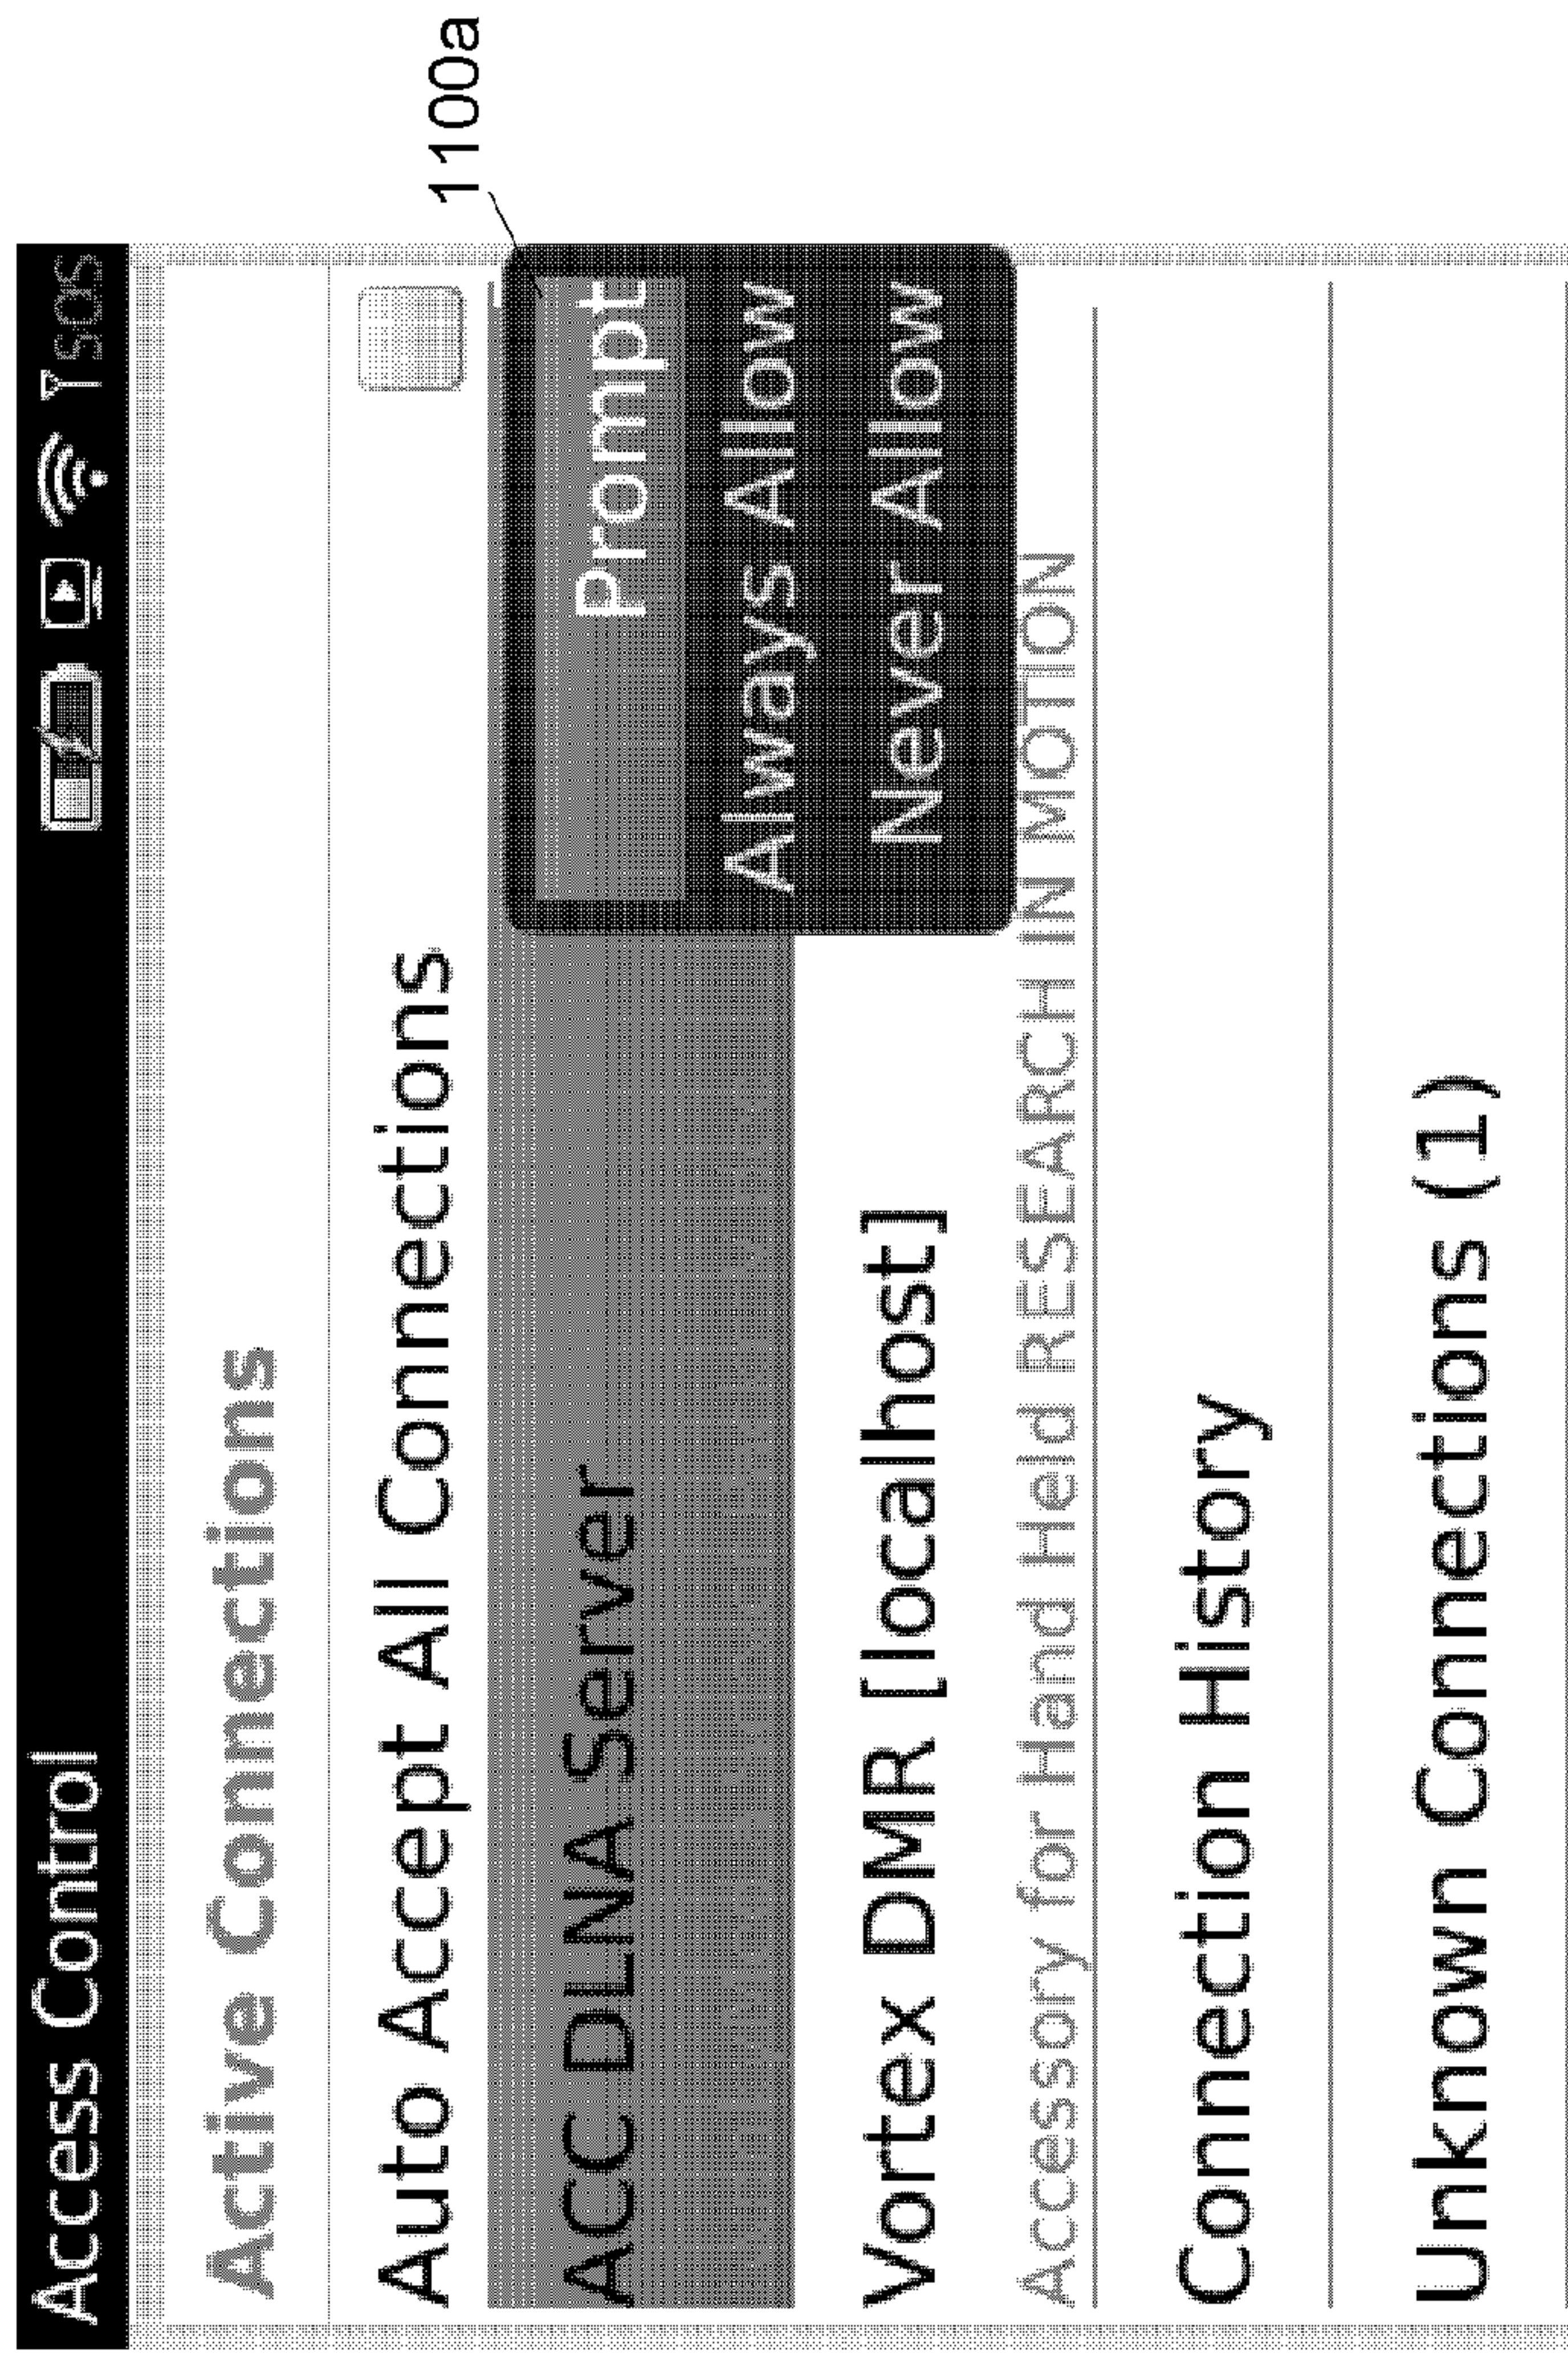 Access Control
SOS
1100a
Active Connections
Auto Accept All Connections
ACC DLNA Server
Prompt
Always Allow
Never Allow
Vortex DMR [localhost]
Accessory for Hand Held RESEARCH IN MOTION
Connection History
Unknown Connections (1)